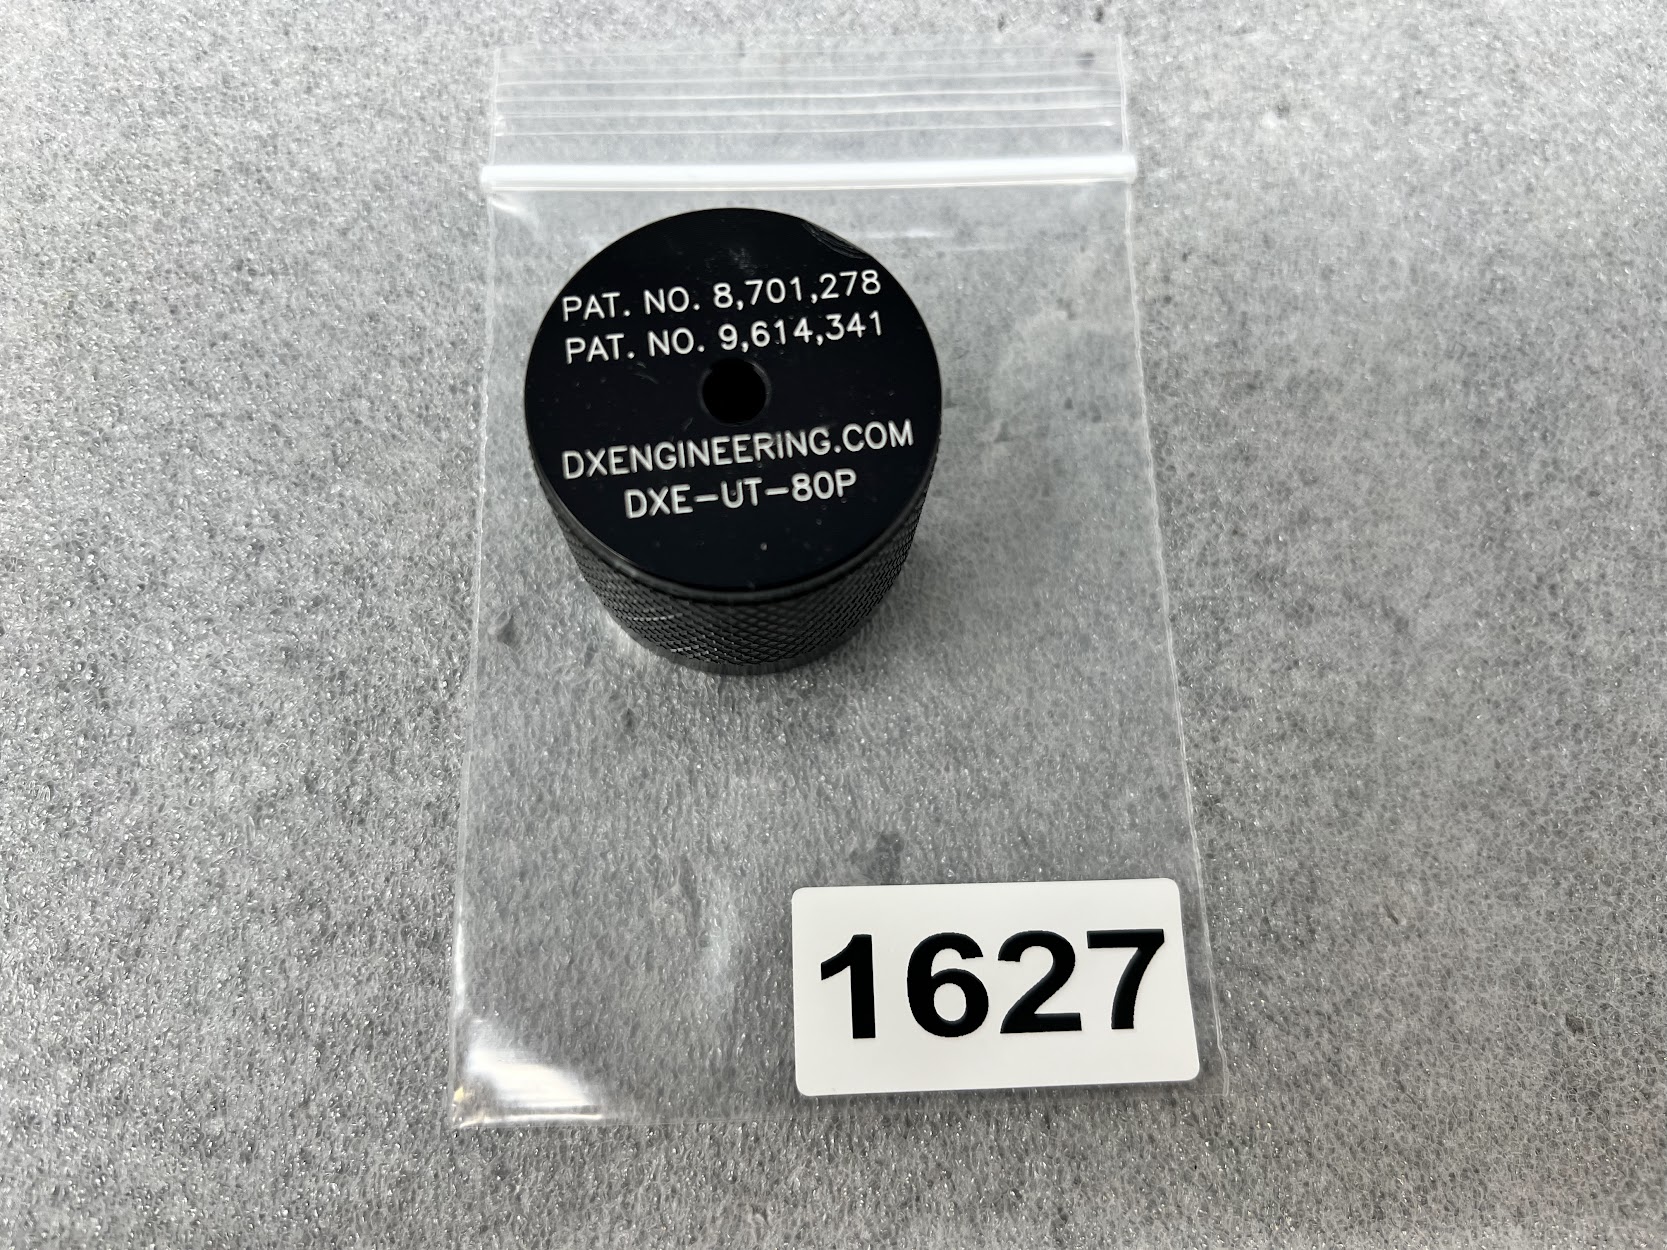 PAT. NO. 8,701,278
PAT. NO. 9,614,341
DXENGINEERING.COM
DXE-UT-80P
1627